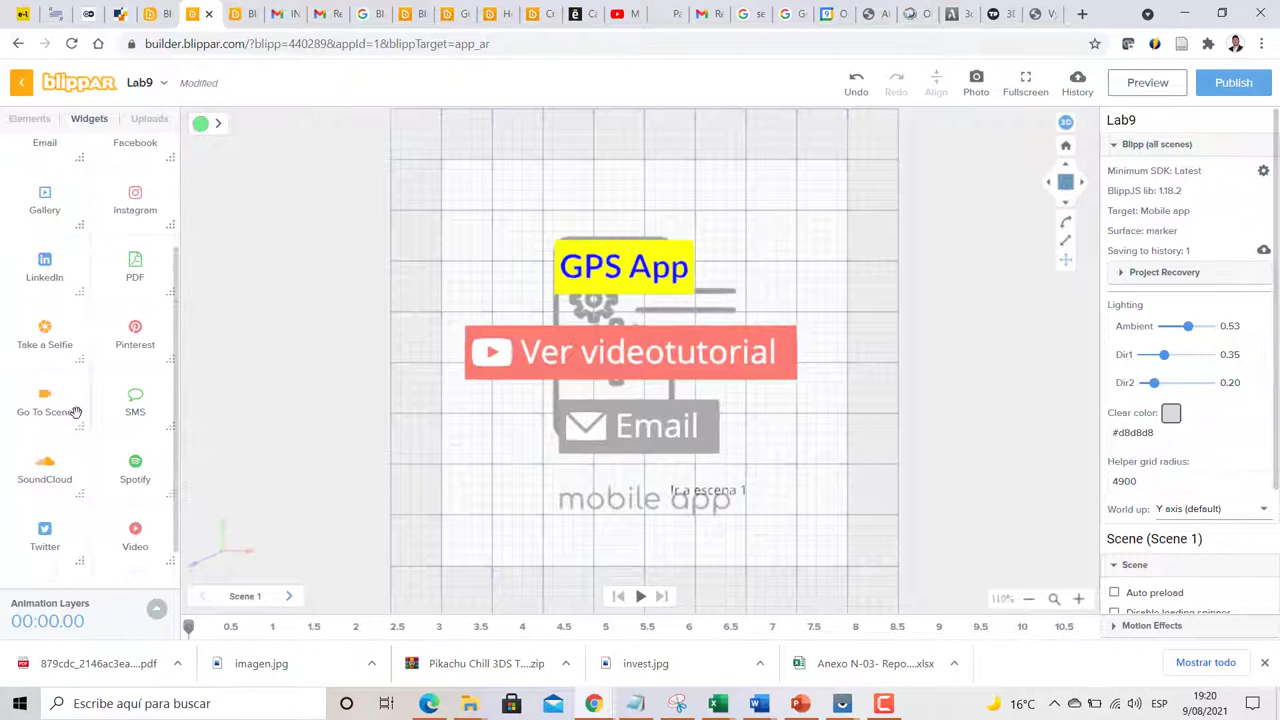 builder.blippar.com/?blipp=440289&appId=1&blippTarget=app_ar
blippAR Lab9 Modified
Undo Redo Align Photo Fullscreen History Preview Publish
Elements Widgets Uploads
Email Facebook
Gallery Instagram
LinkedIn PDF
Take a Selfie Pinterest
Go To Scene SMS
SoundCloud Spotify
Twitter Video
3D
GPS App
Ver videotutorial
Email
Ir a escena 1
mobile app
Scene 1
110%
Lab9
Blipp (all scenes)
Minimum SDK: Latest
BlippJS lib: 1.18.2
Target: Mobile app
Surface: marker
Saving to history: 1
Project Recovery
Lighting
Ambient 0.53
Dir1 0.35
Dir2 0.20
Clear color:
#d8d8d8
Helper grid radius:
4900
World up: Y axis (default)
Scene (Scene 1)
Scene
Auto preload
Disable loading spinner
Motion Effects
Animation Layers
00:00.00
0.5 1 1.5 2 2.5 3 3.5 4 4.5 5 5.5 6 6.5 7 7.5 8 8.5 9 9.5 10 10.5
879cdc_2146ac3ea....pdf imagen.jpg Pikachu Chill 3DS T....zip invest.jpg Anexo N-03- Repo....xlsx Mostrar todo
Escribe aquí para buscar
16°C ESP
19:20
9/08/2021